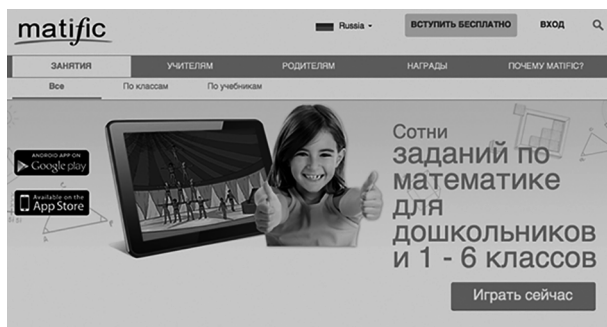 matific
Russia
ВСТУПИТЬ БЕСПЛАТНО
ВХОД
ЗАНЯТИЯ
УЧИТЕЛЯМ
РОДИТЕЛЯМ
НАГРАДЫ
ПОЧЕМУ MATIFIC?
Все
По классам
По учебникам
ANDROID APP ON
Google play
Available on the
App Store
Сотни
заданий по
математике
для
дошкольников
и 1 - 6 классов
Играть сейчас